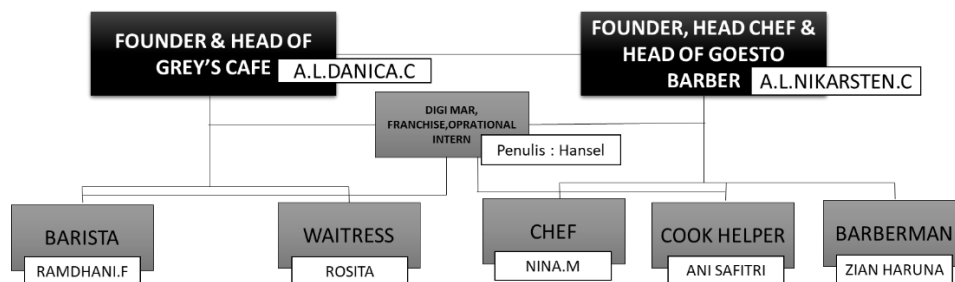 FOUNDER & HEAD OF
GREY'S CAFE
A.L.DANICA.C
FOUNDER, HEAD CHEF &
HEAD OF GOESTO
BARBER
A.L.NIKARSTEN.C
DIGI MAR,
FRANCHISE,OPRATIONAL
INTERN
Penulis : Hansel
BARISTA
RAMDHANI.F
WAITRESS
ROSITA
CHEF
NINA.M
COOK HELPER
ANI SAFITRI
BARBERMAN
ZIAN HARUNA